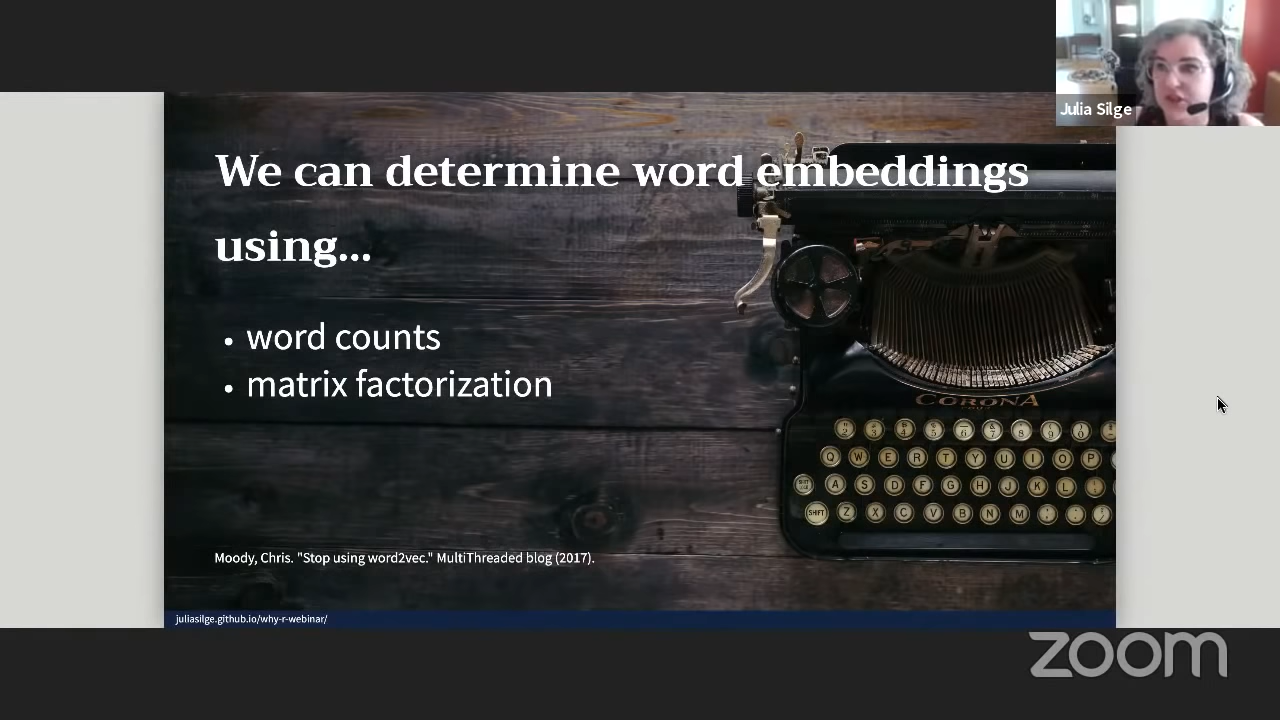 Julia Silge
We can determine word embeddings
using...
• word counts
• matrix factorization
CORONA
Q W E R T Y U I O P
A S D F G H J K L
SHIFT Z X C V B N M
Moody, Chris. "Stop using word2vec." MultiThreaded blog (2017).
juliasilge.github.io/why-r-webinar/
zoom